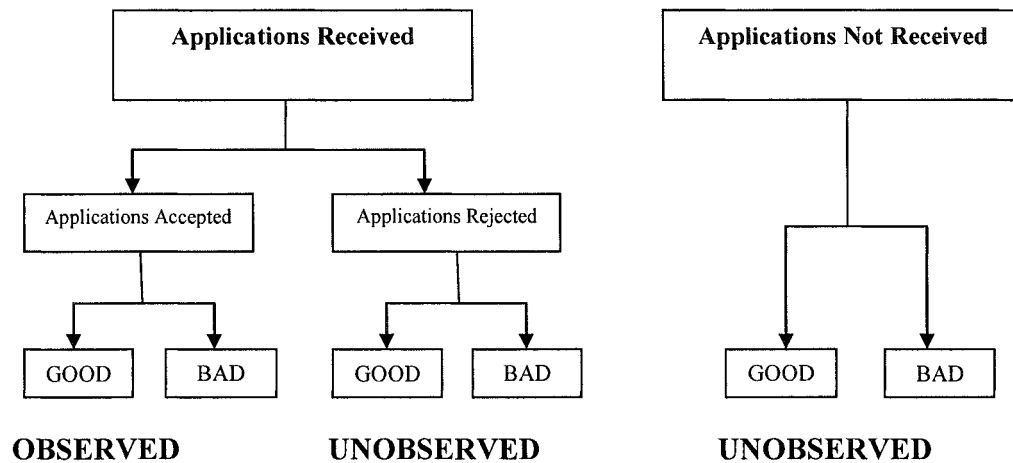 Applications Received
Applications Not Received
Applications Accepted
Applications Rejected
GOOD
BAD
GOOD
BAD
GOOD
BAD
OBSERVED
UNOBSERVED
UNOBSERVED